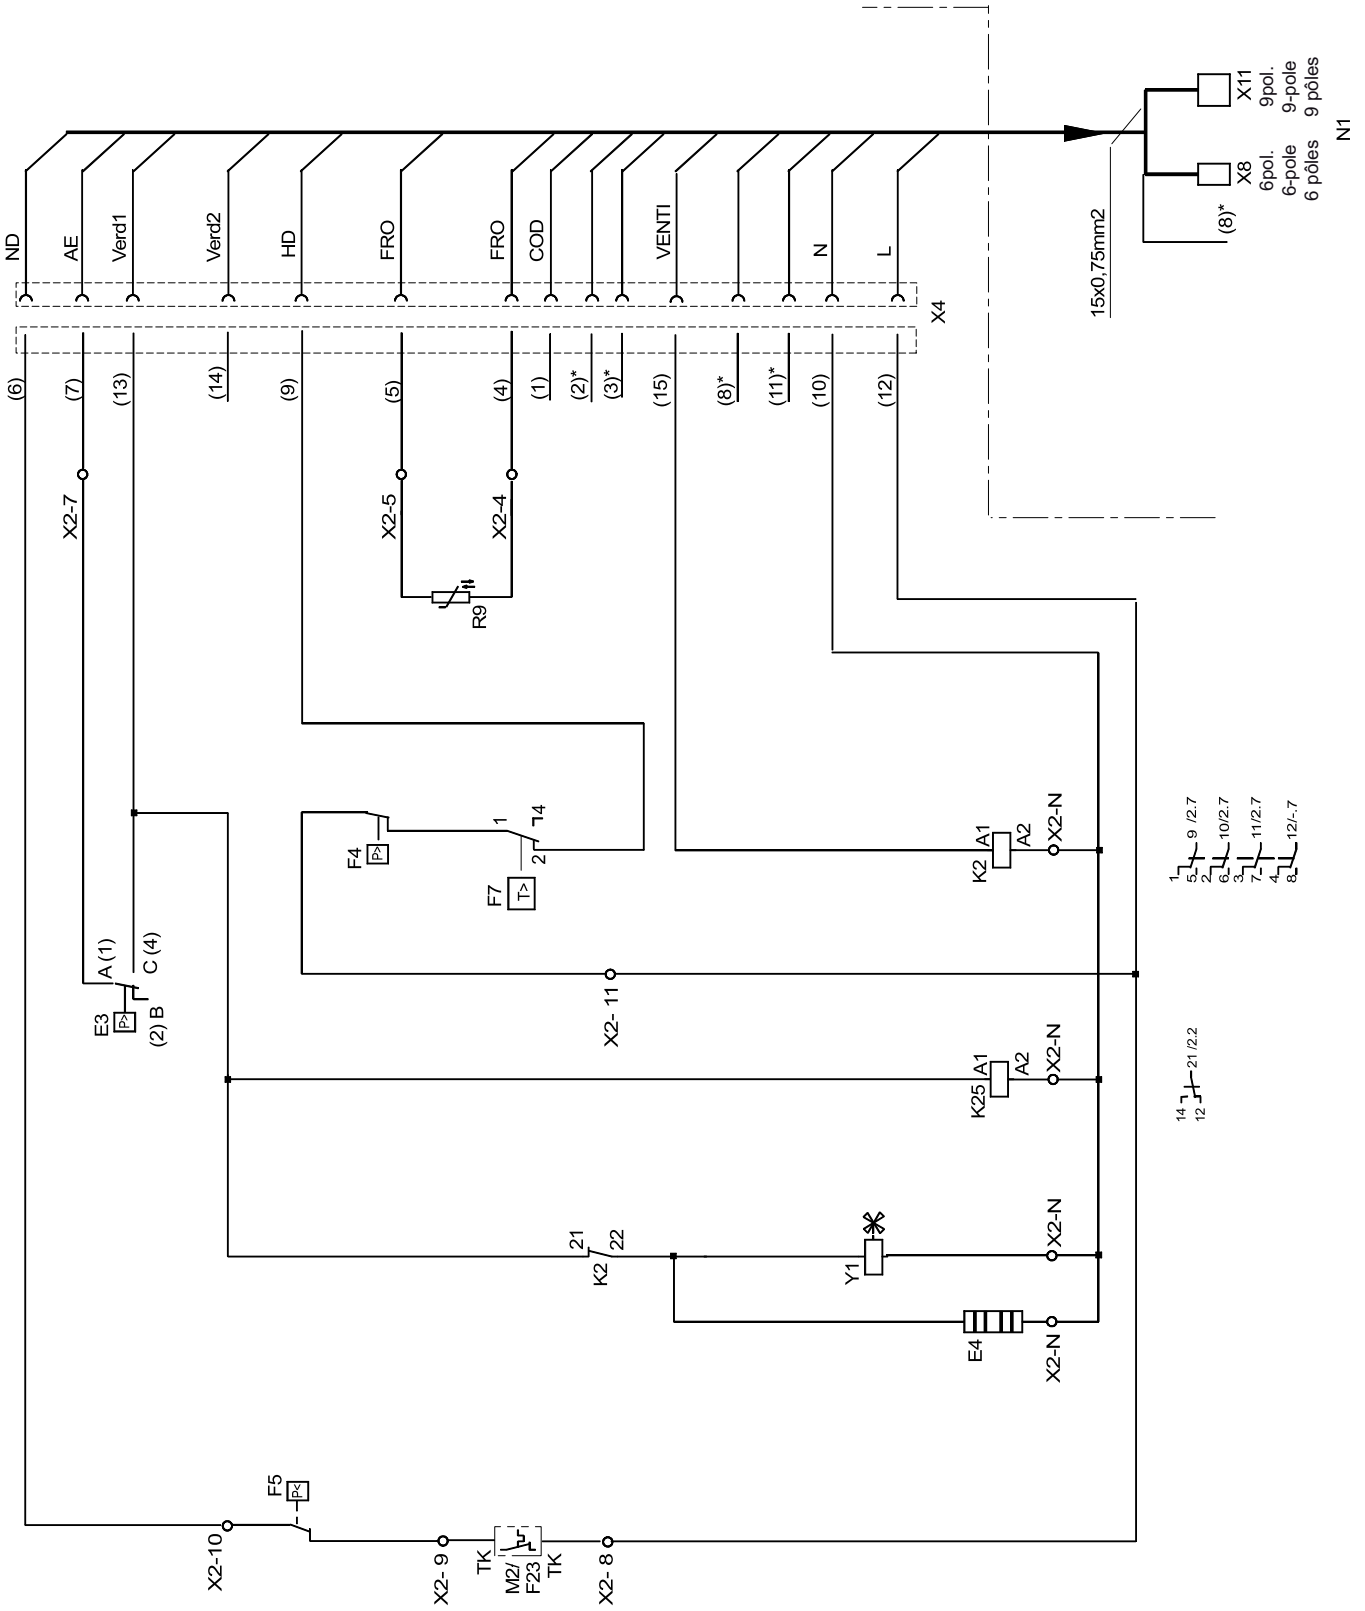 ND
AE
Verd1
Verd2
HD
FRO
FRO
COD
VENTI
N
L
X4
(6)
(7)
(13)
(14)
(9)
(5)
(4)
(1)
(2)*
(3)*
(15)
(8)*
(11)*
(10)
(12)
15x0,75mm2
(8)*
X8
6pol.
6-pole
6 pôles
X11
9pol.
9-pole
9 pôles
N1
X2-7
X2-5
X2-4
R9
F4
P>
F7
T>
1
2
4
E3
P>
A (1)
C (4)
(2) B
K2
A1
A2
X2-N
X2- 11
K25
A1
A2
X2-N
K2
21
22
Y1
X2-N
E4
X2-N
X2-10
F5
P<
X2- 9
TK
M2/
F23
TK
X2- 8
1
5
9 /2.7
2
6
10/2.7
3
7
11/2.7
4
8
12/-.7
14
12
21 /2.2